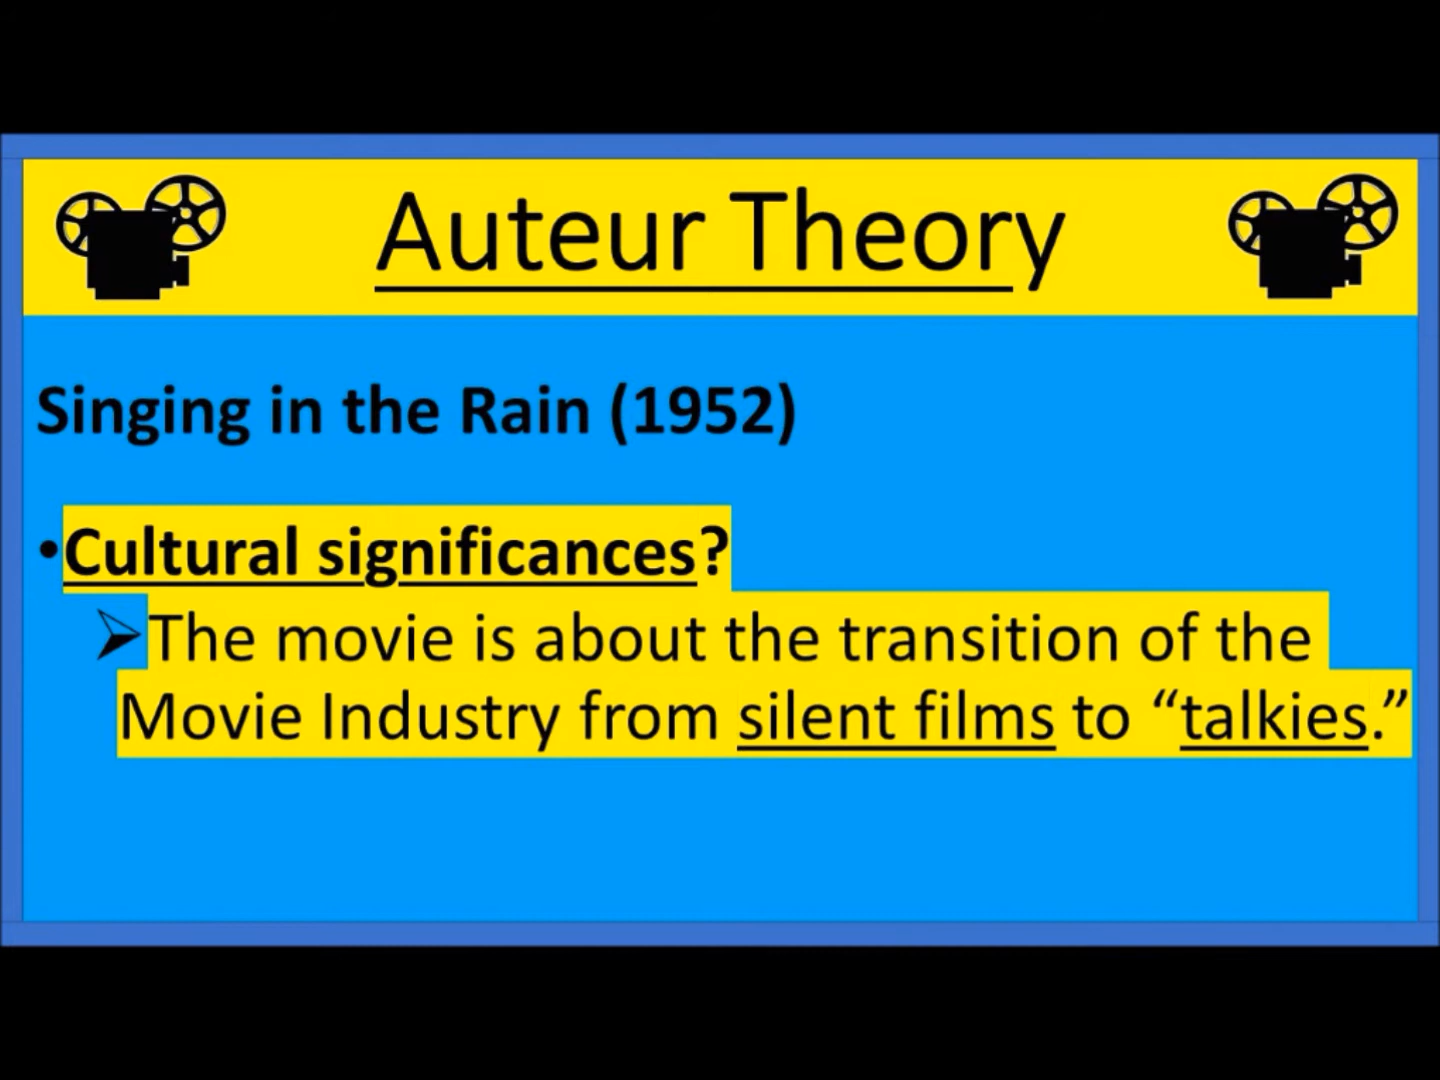 Auteur Theory
Singing in the Rain (1952)
•Cultural significances?
➢The movie is about the transition of the
Movie Industry from silent films to “talkies.”